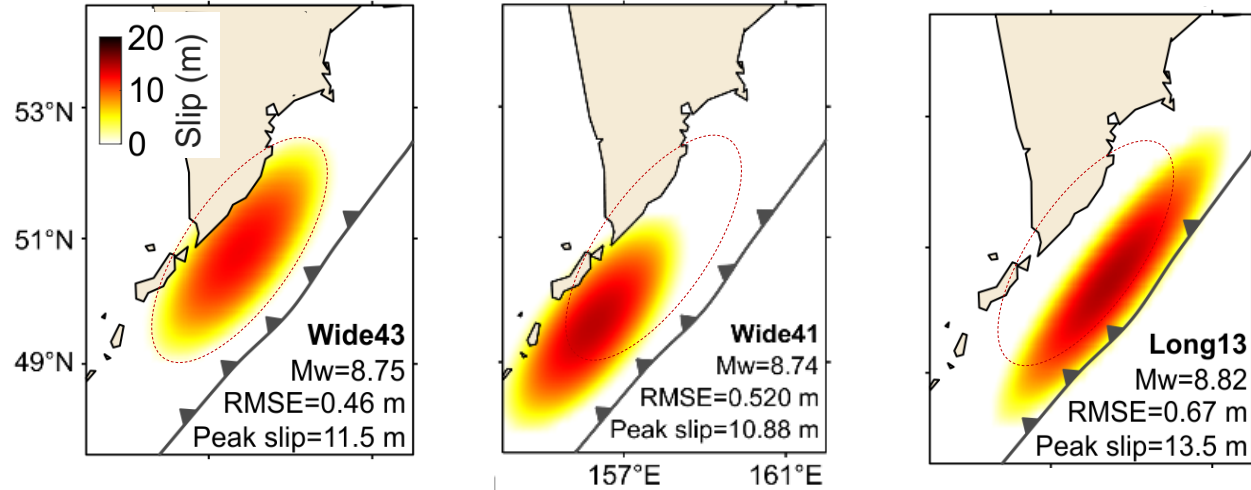 20
10
0
Slip (m)
53°N
51°N
49°N
Wide43
Mw=8.75
RMSE=0.46 m
Peak slip=11.5 m
Wide41
Mw=8.74
RMSE=0.520 m
Peak slip=10.88 m
157°E 161°E
Long13
Mw=8.82
RMSE=0.67 m
Peak slip=13.5 m